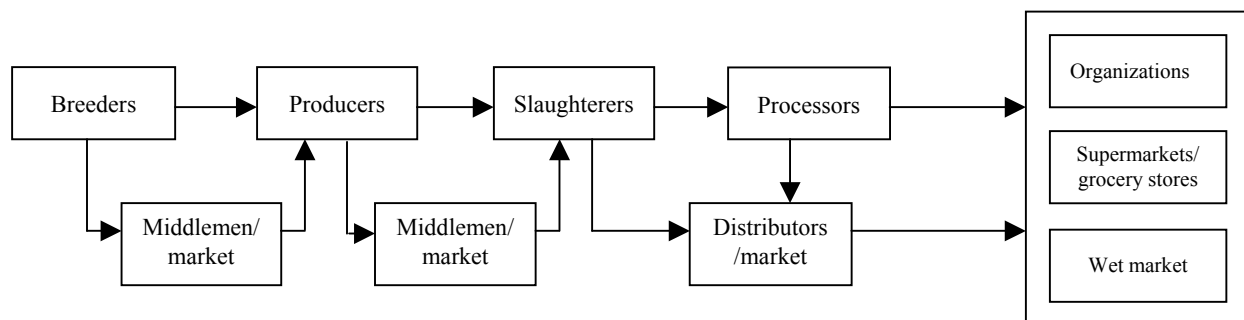 Breeders
Producers
Slaughterers
Processors
Middlemen/
market
Middlemen/
market
Distributors
/market
Organizations
Supermarkets/
grocery stores
Wet market